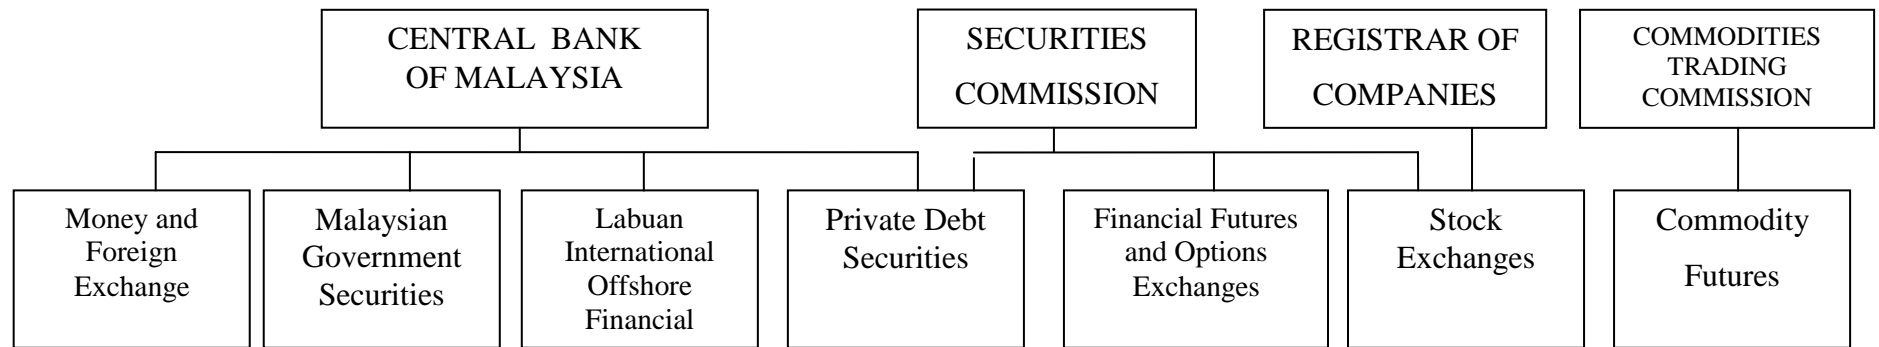 CENTRAL BANK
OF MALAYSIA
SECURITIES
COMMISSION
REGISTRAR OF
COMPANIES
COMMODITIES
TRADING
COMMISSION
Money and
Foreign
Exchange
Malaysian
Government
Securities
Labuan
International
Offshore
Financial
Private Debt
Securities
Financial Futures
and Options
Exchanges
Stock
Exchanges
Commodity
Futures